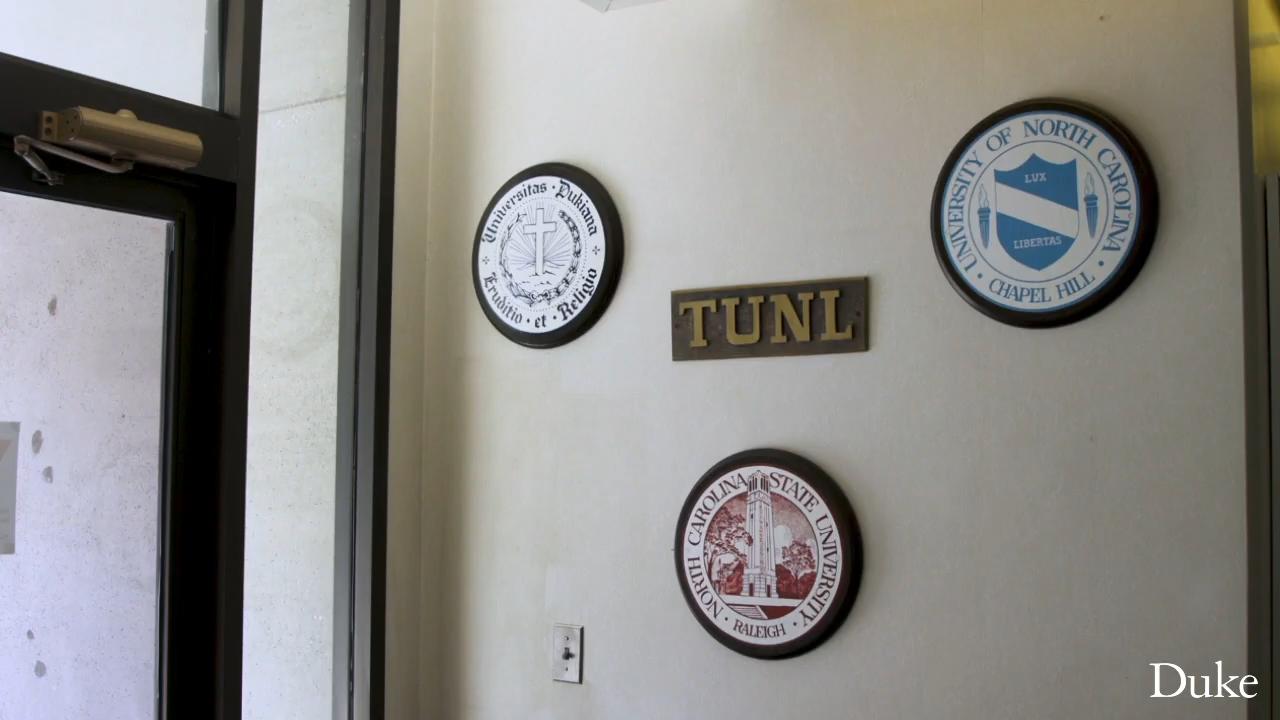 Universitas · Dukiana
Eruditio · et · Religio
TUNL
UNIVERSITY OF NORTH CAROLINA
LUX
LIBERTAS
· CHAPEL HILL ·
NORTH CAROLINA STATE UNIVERSITY
· RALEIGH ·
Duke